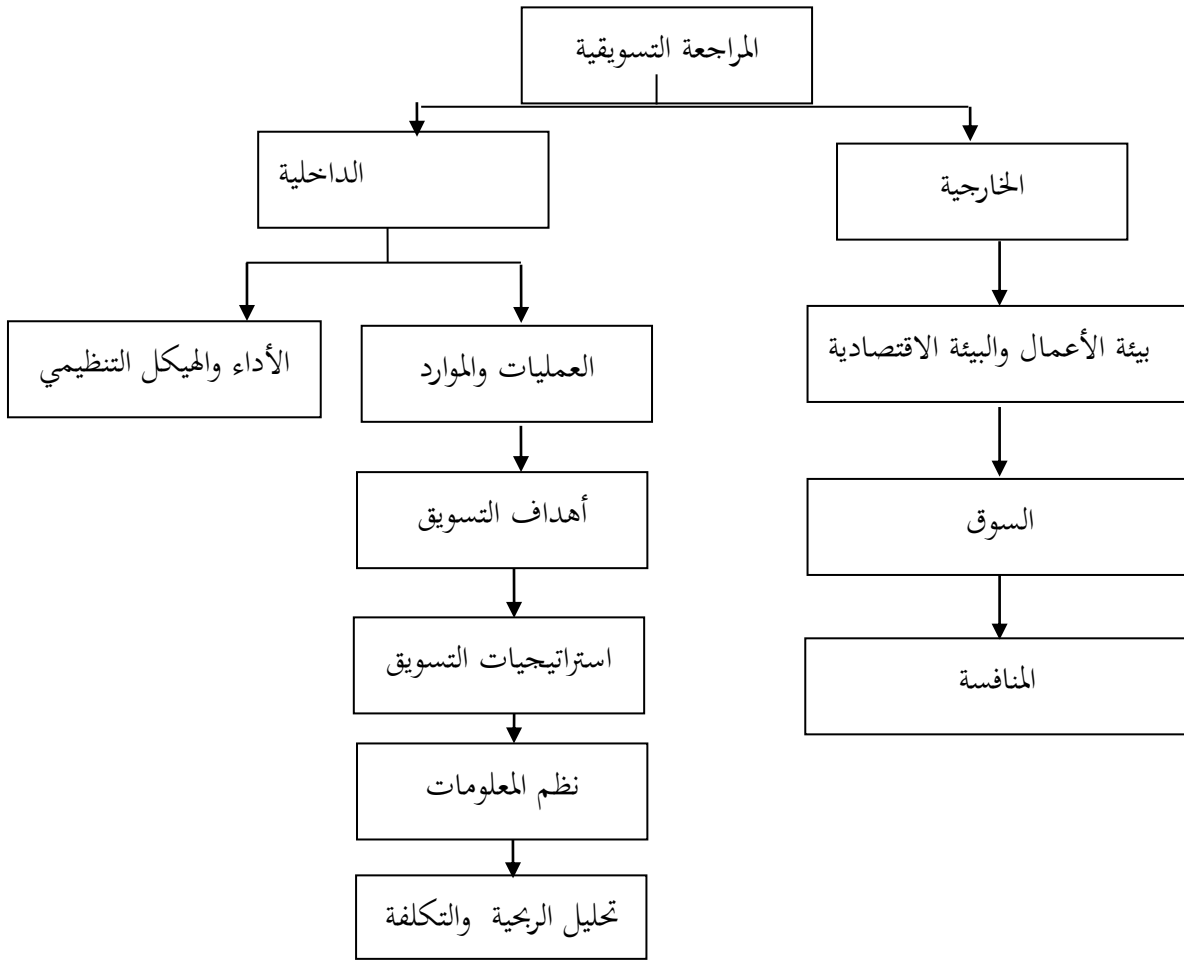 المراجعة التسويقية
الخارجية
الداخلية
بيئة الأعمال والبيئة الاقتصادية
العمليات والموارد
الأداء والهيكل التنظيمي
السوق
أهداف التسويق
المنافسة
استراتيجيات التسويق
نظم المعلومات
تحليل الربحية والتكلفة